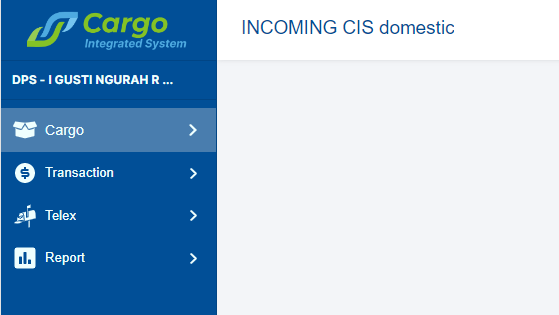 Cargo
Integrated System
INCOMING CIS domestic
DPS - I GUSTI NGURAH R ...
Cargo
Transaction
Telex
Report